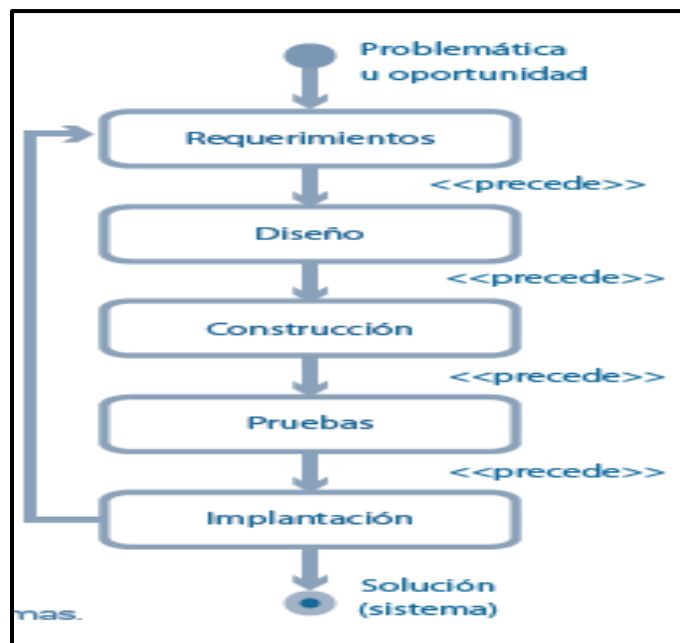 Problemática
u oportunidad
Requerimientos
<<precede>>
Diseño
<<precede>>
Construcción
<<precede>>
Pruebas
<<precede>>
Implantación
Solución
(sistema)
mas.